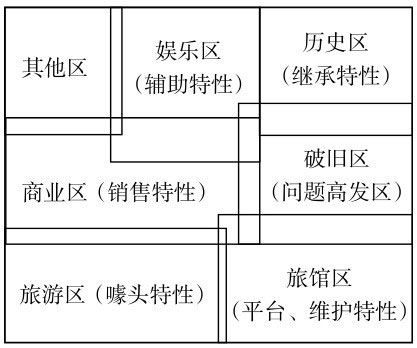 其他区
娱乐区
(辅助特性)
历史区
(继承特性)
商业区(销售特性)
破旧区
(问题高发区)
旅游区(噱头特性)
旅馆区
(平台、维护特性)